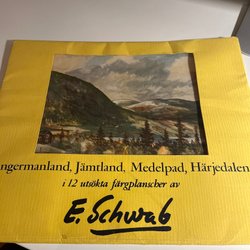 ngermanland, Jämtland, Medelpad, Härjedalen
i 12 utsökta färgplanscher av
E. Schwab